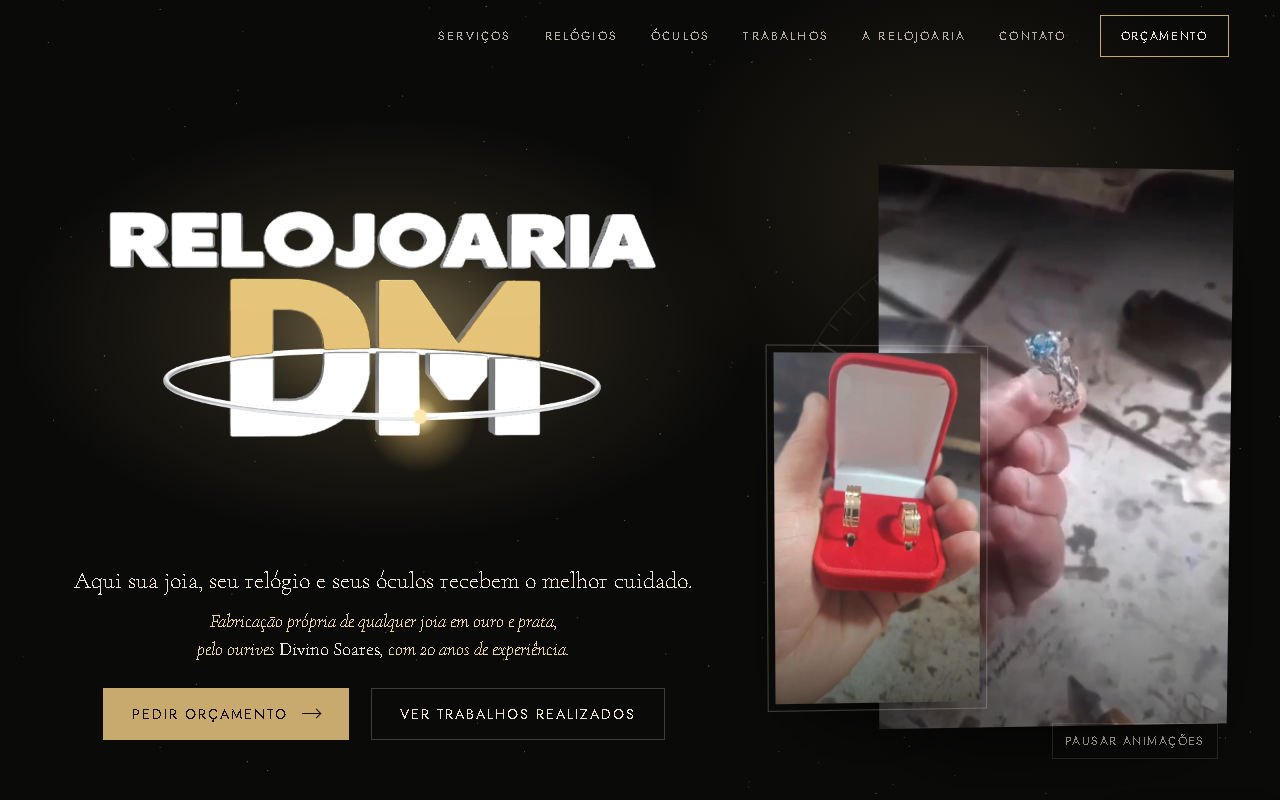 SERVIÇOS RELÓGIOS ÓCULOS TRABALHOS A RELOJOARIA CONTATO ORÇAMENTO
RELOJOARIA
DM
Aqui sua joia, seu relógio e seus óculos recebem o melhor cuidado.
Fabricação própria de qualquer joia em ouro e prata,
pelo ourives Divino Soares, com 20 anos de experiência.
PEDIR ORÇAMENTO → VER TRABALHOS REALIZADOS
PAUSAR ANIMAÇÕES